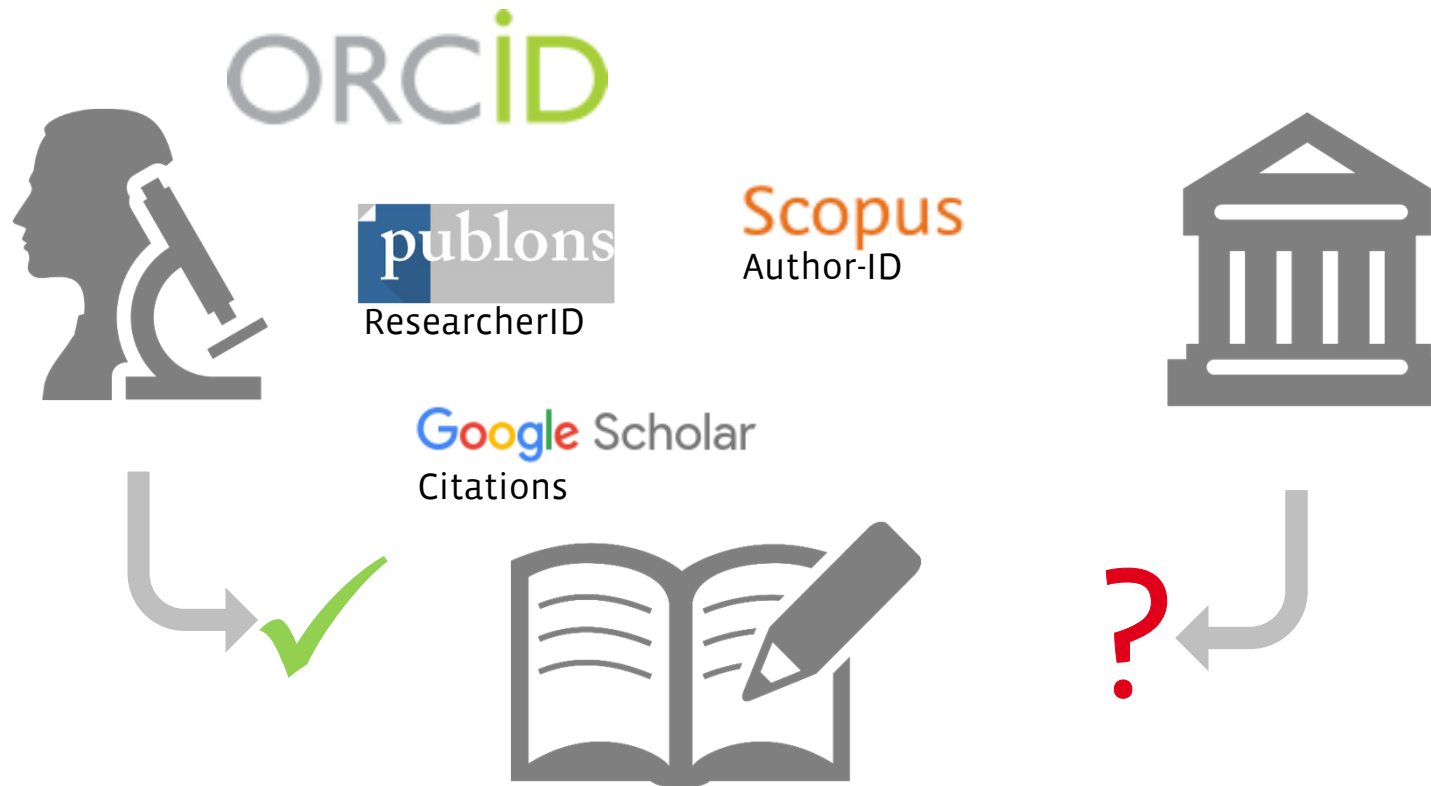 ORCiD
publons
ResearcherID
Scopus
Author-ID
Google Scholar
Citations
?